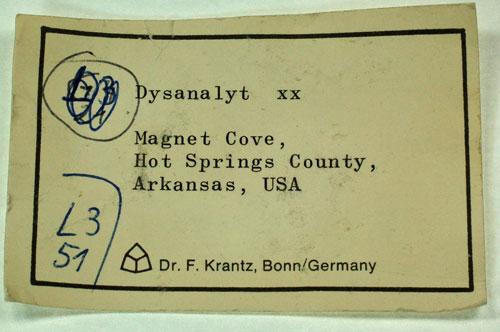 Dysanalyt xx
Magnet Cove,
Hot Springs County,
Arkansas, USA
L3
51
Dr. F. Krantz, Bonn/Germany